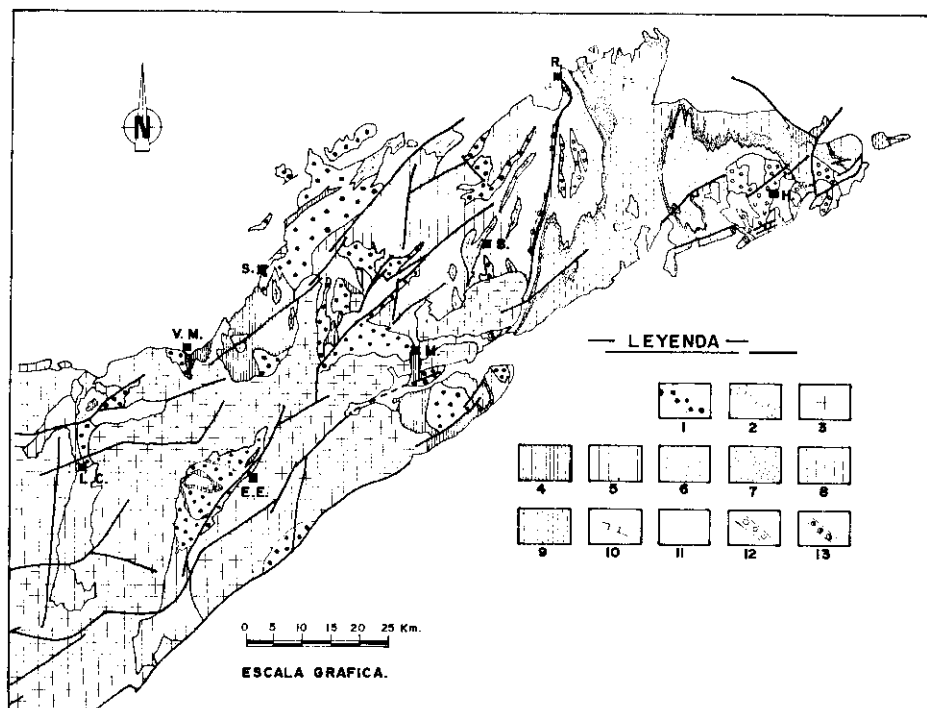 N
R.
H.
S.
S.
V. M.
M.
L.C.
E.E.
LEYENDA
1 2 3
4 5 6 7 8
9 10 11 12 13
0 5 10 15 20 25 Km.
ESCALA GRAFICA.